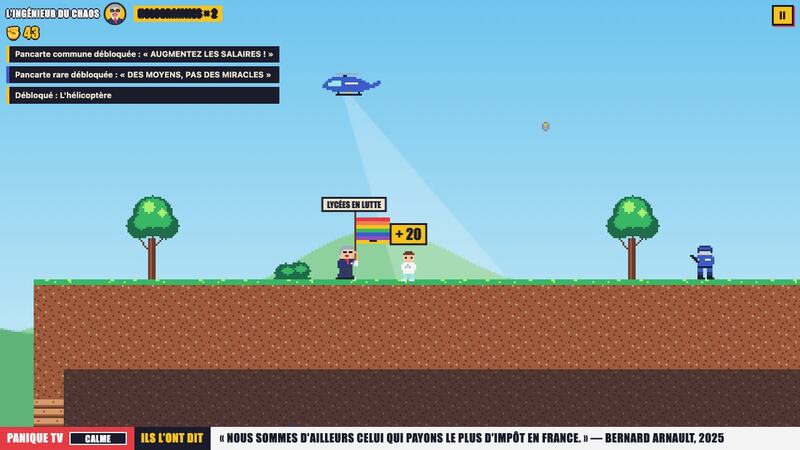 L'INGÉNIEUR DU CHAOS
HOLOGRAMMES × 2
43
Pancarte commune débloquée : « AUGMENTEZ LES SALAIRES ! »
Pancarte rare débloquée : « DES MOYENS, PAS DES MIRACLES »
Débloqué : L'hélicoptère
LYCÉES EN LUTTE
+ 20
PANIQUE TV CALME ILS L'ONT DIT « NOUS SOMMES D'AILLEURS CELUI QUI PAYONS LE PLUS D'IMPÔT EN FRANCE. » — BERNARD ARNAULT, 2025